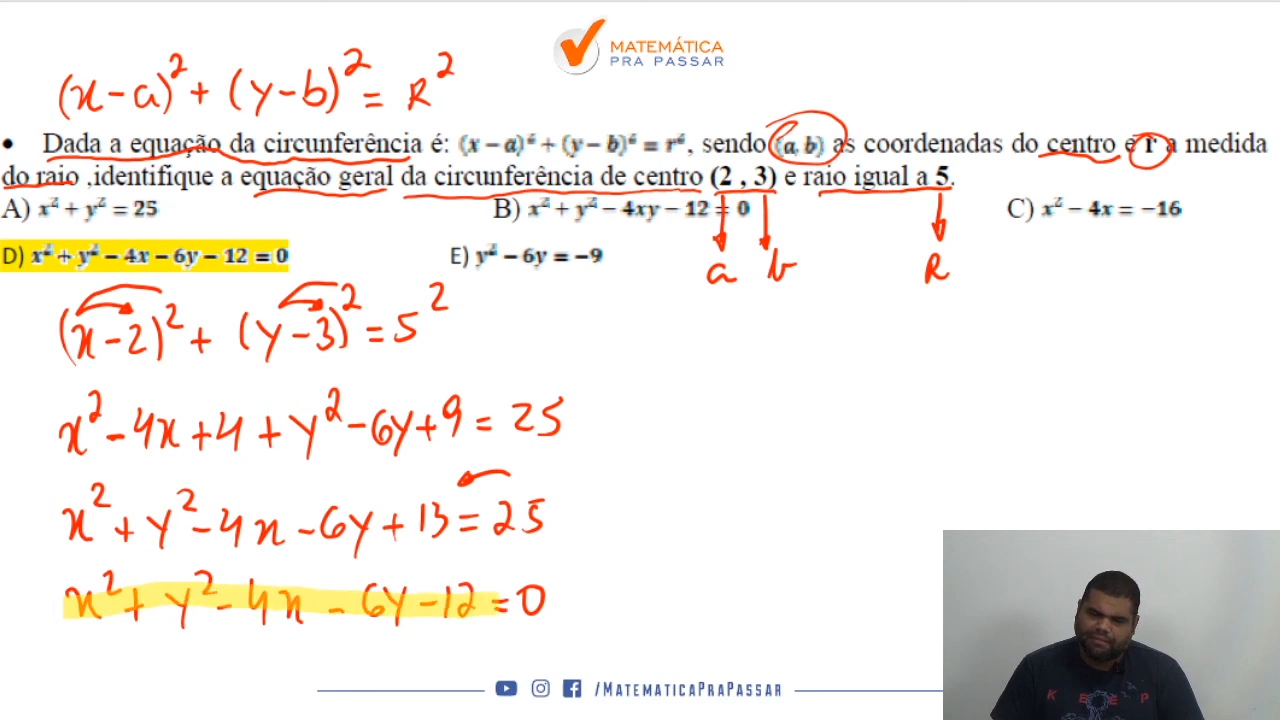 MATEMÁTICA
PRA PASSAR
(x-a)² + (y-b)² = R²
• Dada a equação da circunferência é: (x – a)² + (y – b)² = r², sendo (a, b) as coordenadas do centro e r a medida
do raio ,identifique a equação geral da circunferência de centro (2 , 3) e raio igual a 5.
A) x² + y² = 25 B) x² + y² – 4xy – 12 = 0 C) x² – 4x = –16
D) x² + y² – 4x – 6y – 12 = 0 E) y² – 6y = –9
a b R
(x-2)² + (y-3)² = 5²
x² - 4x + 4 + y² - 6y + 9 = 25
x² + y² - 4x - 6y + 13 = 25
x² + y² - 4x - 6y - 12 = 0
KEEP
/MATEMATICAPRAPASSAR